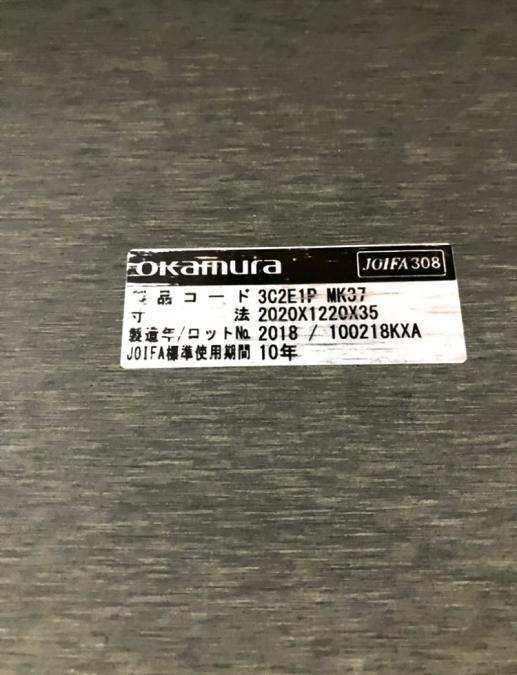 okamura JOIFA308
製品コード 3C2E1P MK37
寸法 2020X1220X35
製造年/ロット№ 2018 / 100218KXA
JOIFA標準使用期間 10年